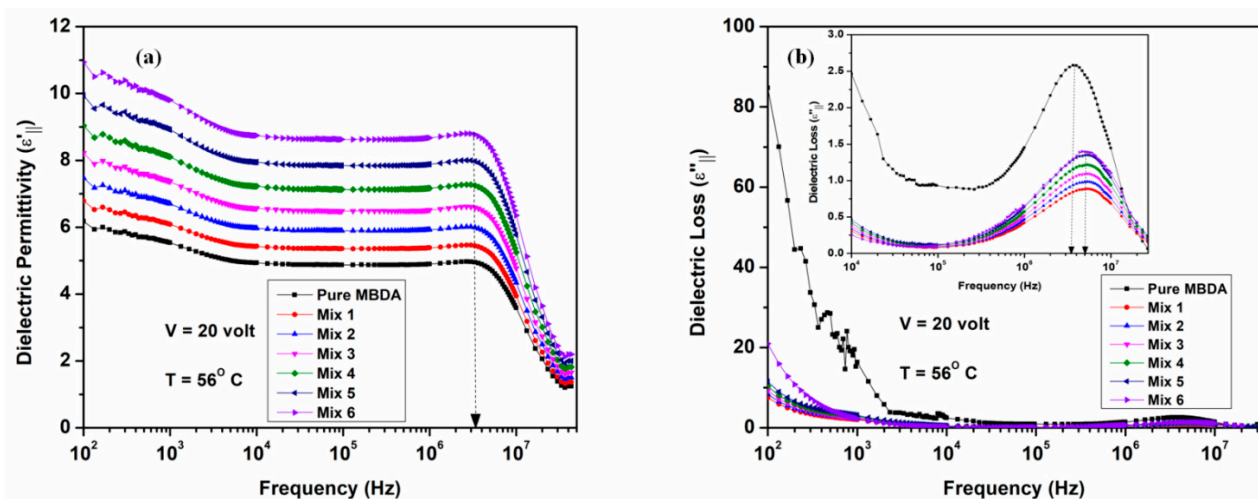 (a)
Dielectric Permittivity (ε'||)
12
10
8
6
4
2
0
Pure MBDA
Mix 1
Mix 2
Mix 3
Mix 4
Mix 5
Mix 6
V = 20 volt
T = 56° C
10² 10³ 10⁴ 10⁵ 10⁶ 10⁷
Frequency (Hz)
(b)
Dielectric Loss (ε''||)
100
80
60
40
20
0
Dielectric Loss (ε''||)
3.0
2.5
2.0
1.5
1.0
0.5
0.0
10⁴ 10⁵ 10⁶ 10⁷
Frequency (Hz)
V = 20 volt
T = 56° C
Pure MBDA
Mix 1
Mix 2
Mix 3
Mix 4
Mix 5
Mix 6
10² 10³ 10⁴ 10⁵ 10⁶ 10⁷
Frequency (Hz)